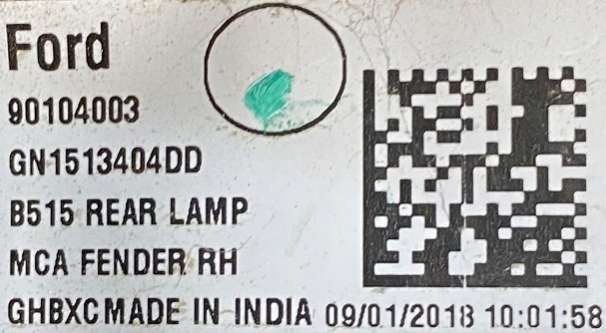 Ford
90104003
GN1513404DD
B515 REAR LAMP
MCA FENDER RH
GHBXCMADE IN INDIA 09/01/2018 10:01:58